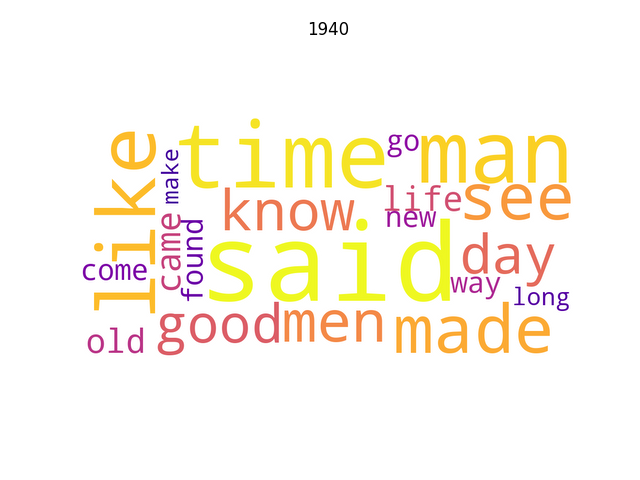 1940
time
go
man
like
make
know
life
see
new
came
found
said
day
come
way
long
good
men
made
old